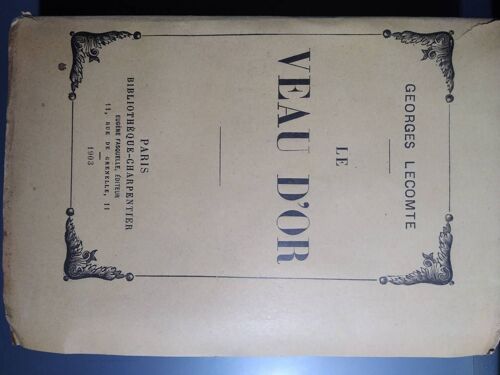 GEORGES LECOMTE
LE
VEAU D'OR
PARIS
BIBLIOTHÈQUE-CHARPENTIER
EUGÈNE FASQUELLE, ÉDITEUR
11, RUE DE GRENELLE, 11
1903